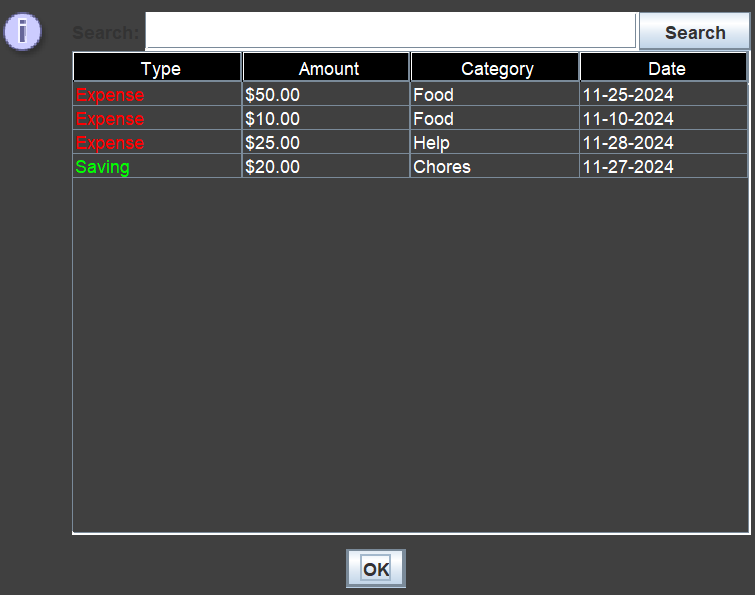 Search: Search
Type Amount Category Date
Expense $50.00 Food 11-25-2024
Expense $10.00 Food 11-10-2024
Expense $25.00 Help 11-28-2024
Saving $20.00 Chores 11-27-2024
OK